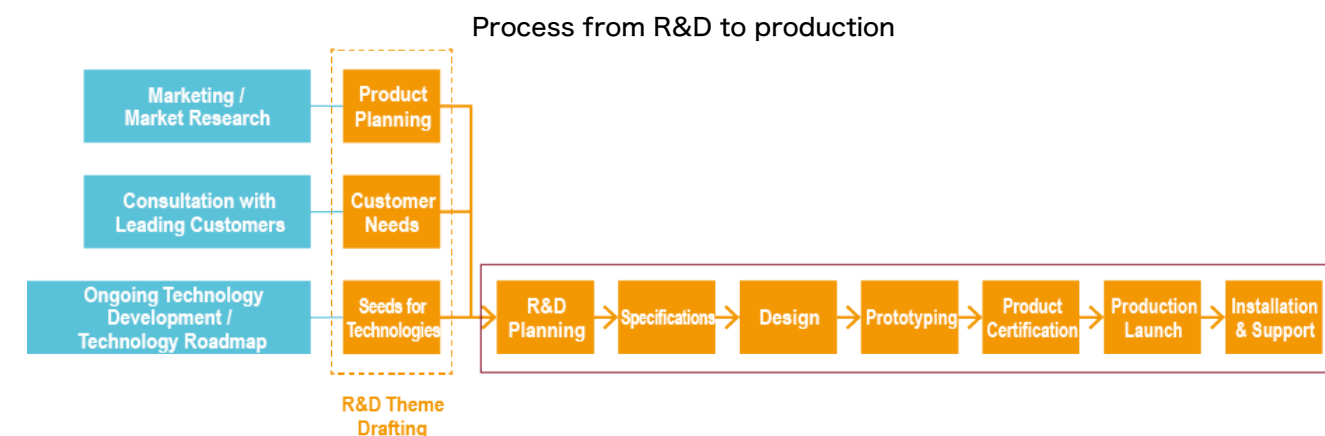 Process from R&D to production
Marketing /
Market Research
Product
Planning
Consultation with
Leading Customers
Customer
Needs
Ongoing Technology
Development /
Technology Roadmap
Seeds for
Technologies
R&D
Planning
Specifications
Design
Prototyping
Product
Certification
Production
Launch
Installation
& Support
R&D Theme
Drafting